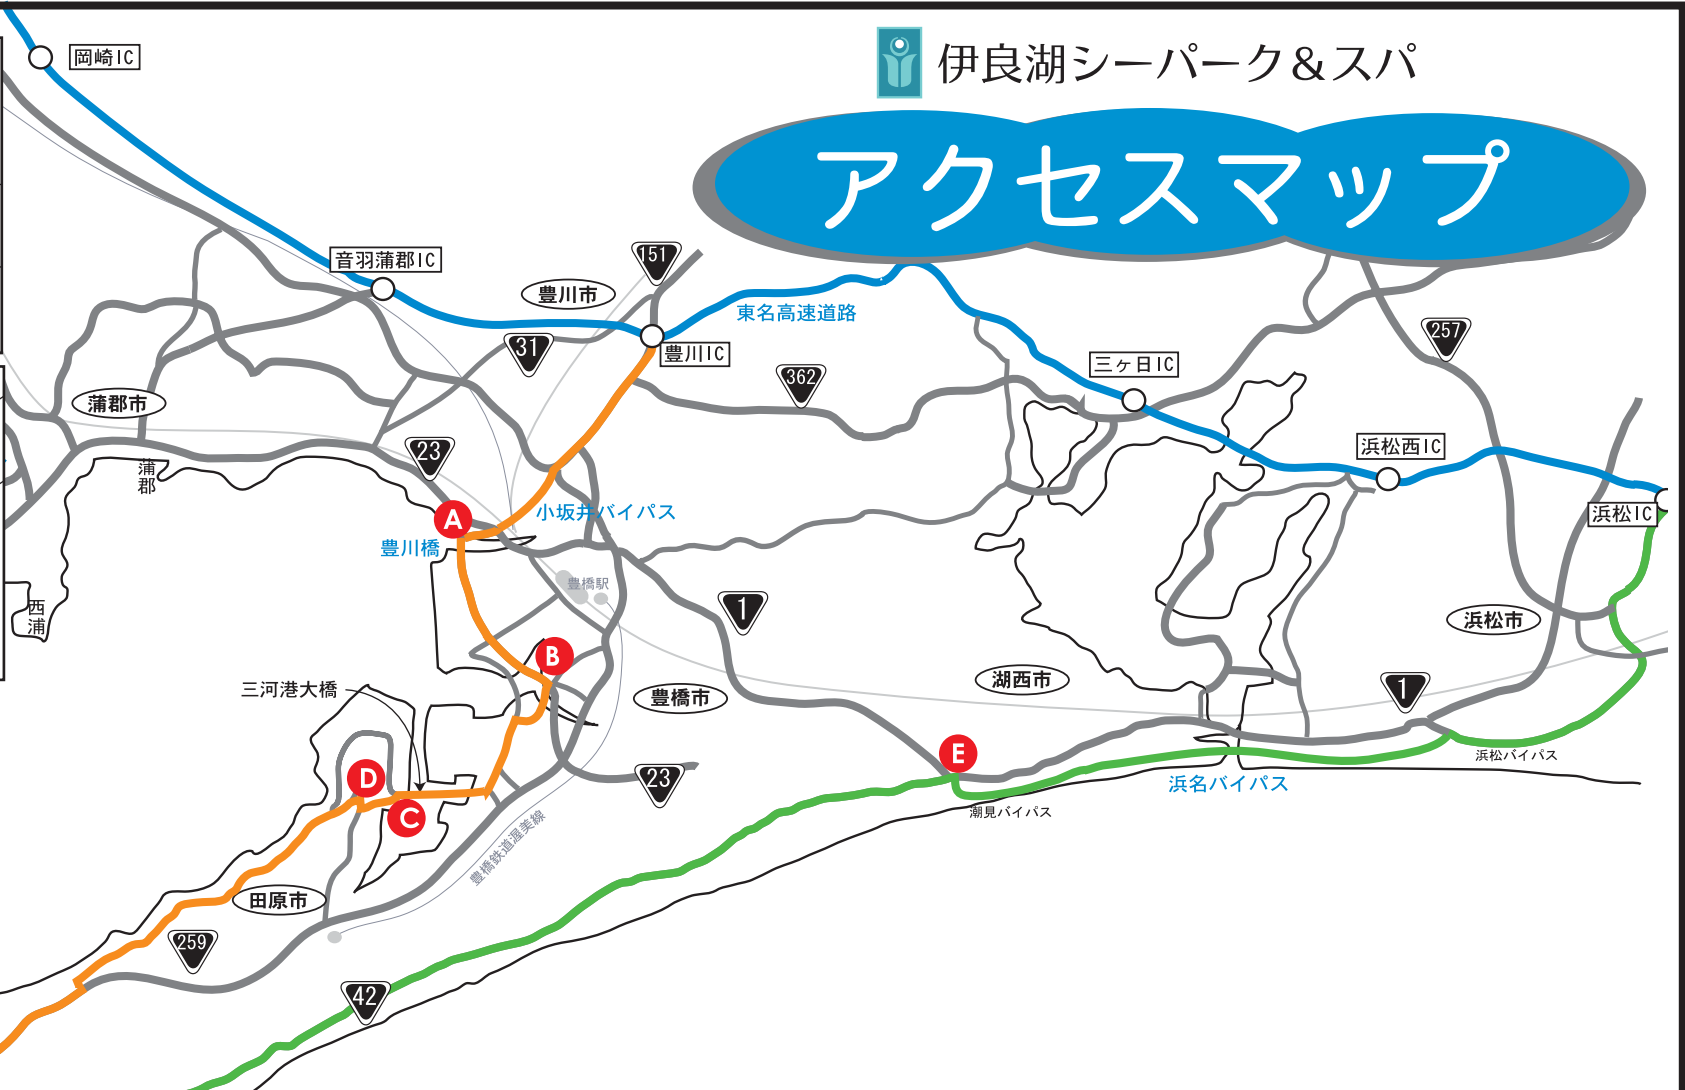 伊良湖シーパーク&スパ
アクセスマップ
岡崎IC
音羽蒲郡IC
151
豊川市
東名高速道路
豊川IC
31
362
三ヶ日IC
257
蒲郡市
23
浜松西IC
蒲郡
浜松IC
A
小坂井バイパス
豊川橋
豊橋駅
西浦
1
浜松市
B
三河港大橋
豊橋市
湖西市
1
E
浜松バイパス
D
23
浜名バイパス
C
潮見バイパス
豊橋鉄道渥美線
田原市
259
42